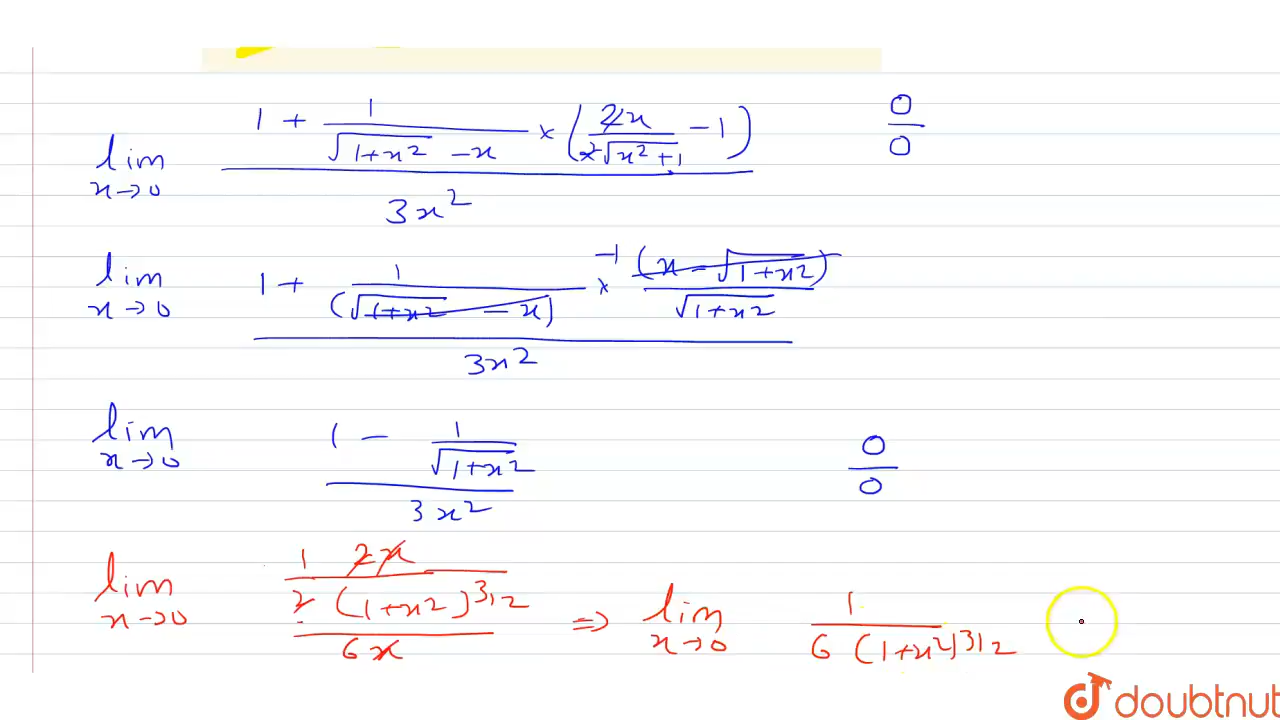 lim x→0 (1 + 1/(√(1+x²) - x) × (2x/(2√(x²+1)) - 1))/(3x²) 0/0
lim x→0 (1 + 1/(√(1+x²) - x) × -1 (x - √(1+x²))/√(1+x²))/(3x²)
lim x→0 (1 - 1/√(1+x²))/(3x²) 0/0
lim x→0 (1/2 2x/(1+x²)^3/2)/(6x) ⇒ lim x→0 1/(6(1+x²)^3/2)
doubtnut